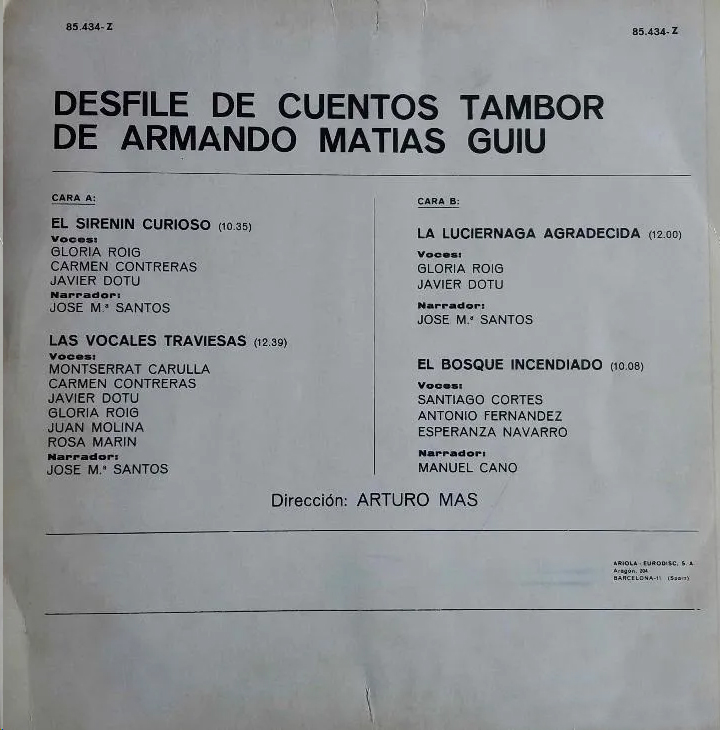 85.434-Z
85.434-Z
DESFILE DE CUENTOS TAMBOR
DE ARMANDO MATIAS GUIU
CARA A:
EL SIRENIN CURIOSO (10.35)
Voces:
GLORIA ROIG
CARMEN CONTRERAS
JAVIER DOTU
Narrador:
JOSE M.ª SANTOS
LAS VOCALES TRAVIESAS (12.39)
Voces:
MONTSERRAT CARULLA
CARMEN CONTRERAS
JAVIER DOTU
GLORIA ROIG
JUAN MOLINA
ROSA MARIN
Narrador:
JOSE M.ª SANTOS
CARA B:
LA LUCIERNAGA AGRADECIDA (12.00)
Voces:
GLORIA ROIG
JAVIER DOTU
Narrador:
JOSE M.ª SANTOS
EL BOSQUE INCENDIADO (10.08)
Voces:
SANTIAGO CORTES
ANTONIO FERNANDEZ
ESPERANZA NAVARRO
Narrador:
MANUEL CANO
Dirección: ARTURO MAS
ARIOLA - EURODISC, S. A.
Aragón, 204
BARCELONA-11 (Spain)